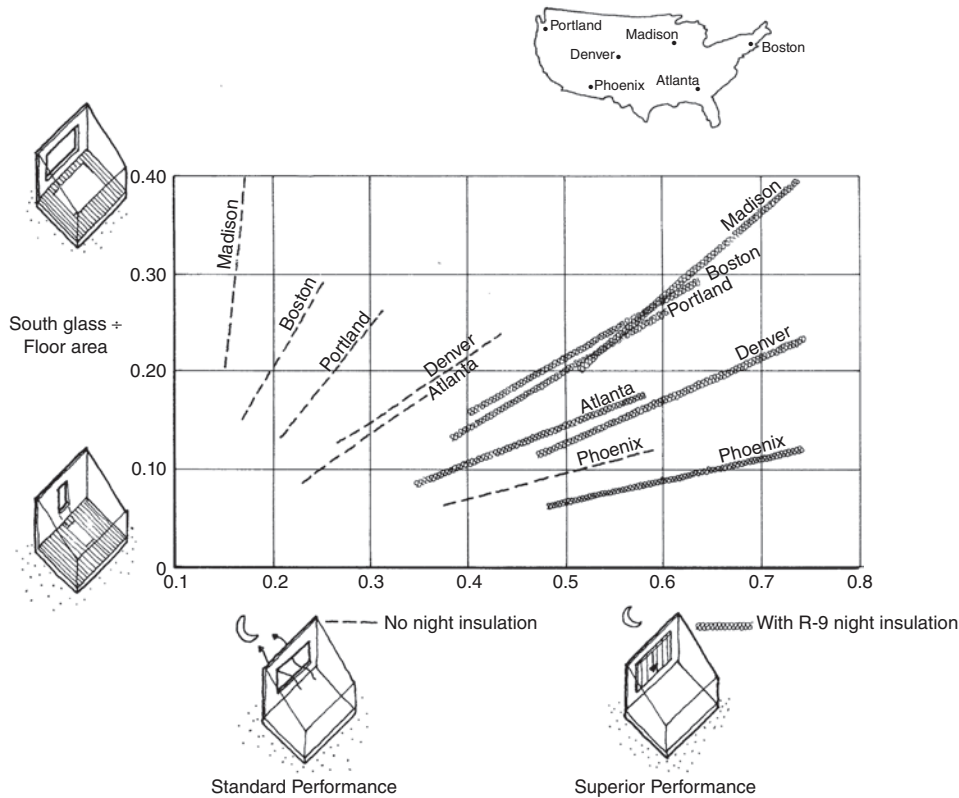 Portland
Madison
Boston
Denver
Phoenix
Atlanta
0.40
Madison
Madison
0.30
Boston
Boston
Portland
Portland
South glass ÷
Floor area
Denver
Denver
Atlanta
0.20
Atlanta
Phoenix
Phoenix
0.10
0
0.1 0.2 0.3 0.4 0.5 0.6 0.7 0.8
No night insulation
With R-9 night insulation
Standard Performance
Superior Performance